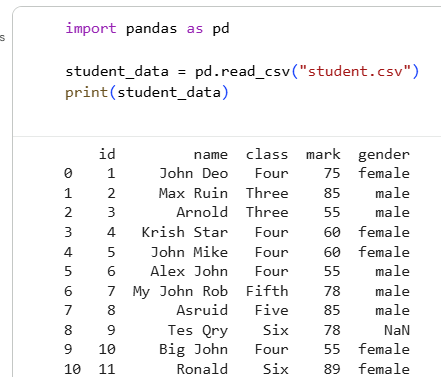 s
import pandas as pd
student_data = pd.read_csv("student.csv")
print(student_data)
id name class mark gender
0 1 John Deo Four 75 female
1 2 Max Ruin Three 85 male
2 3 Arnold Three 55 male
3 4 Krish Star Four 60 female
4 5 John Mike Four 60 female
5 6 Alex John Four 55 male
6 7 My John Rob Fifth 78 male
7 8 Asruid Five 85 male
8 9 Tes Qry Six 78 NaN
9 10 Big John Four 55 female
10 11 Ronald Six 89 female